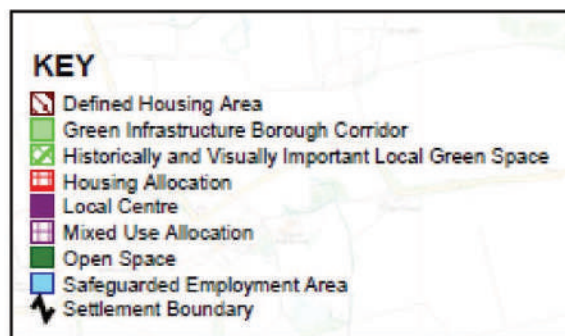 KEY
Defined Housing Area
Green Infrastructure Borough Corridor
Historically and Visually Important Local Green Space
Housing Allocation
Local Centre
Mixed Use Allocation
Open Space
Safeguarded Employment Area
Settlement Boundary